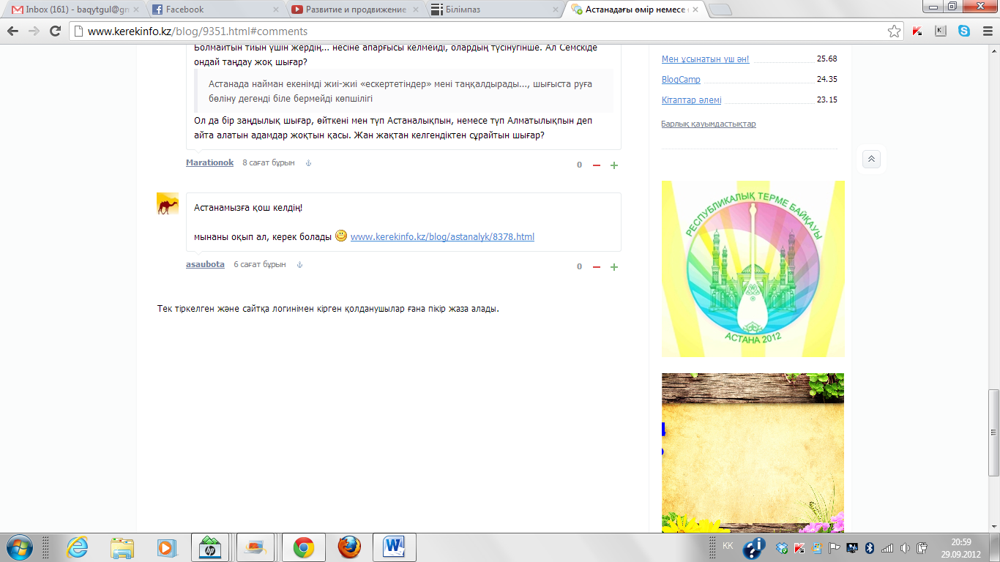 Inbox (161) - baqytgul@gm
Facebook
Развитие и продвижение
Білімпаз
Астанадағы өмір немесе
www.kerekinfo.kz/blog/9351.html#comments
Болмайтын тиын үшін жердің... несіне апарғысы келмейді, олардың түсінугінше. Ал Семскіде
ондай таңдау жоқ шығар?
Астанада найман екенімді жиі-жиі «ескертетіндер» мені таңқалдырады..., шығыста руға
бөліну дегенді біле бермейді көпшілігі
Ол да бір заңдылық шығар, өйткені мен түп Астаналықпын, немесе түп Алматылықпын деп
айта алатын адамдар жоқтын қасы. Жан жақтан келгендіктен сұрайтын шығар?
Marationok 8 сағат бұрын 0
Астанамызға қош келдің!
мынаны оқып ал, керек болады www.kerekinfo.kz/blog/astanalyk/8378.html
asaubota 6 сағат бұрын 0
Тек тіркелген және сайтқа логинімен кірген қолданушылар ғана пікір жаза алады.
Мен ұсынатын үш ән! 25.68
BlogCamp 24.35
Кітаптар әлемі 23.15
Барлық қауымдастықтар
РЕСПУБЛИКАЛЫҚ ТЕРМЕ БАЙҚАУЫ
АСТАНА 2012
KK
20:59
29.09.2012